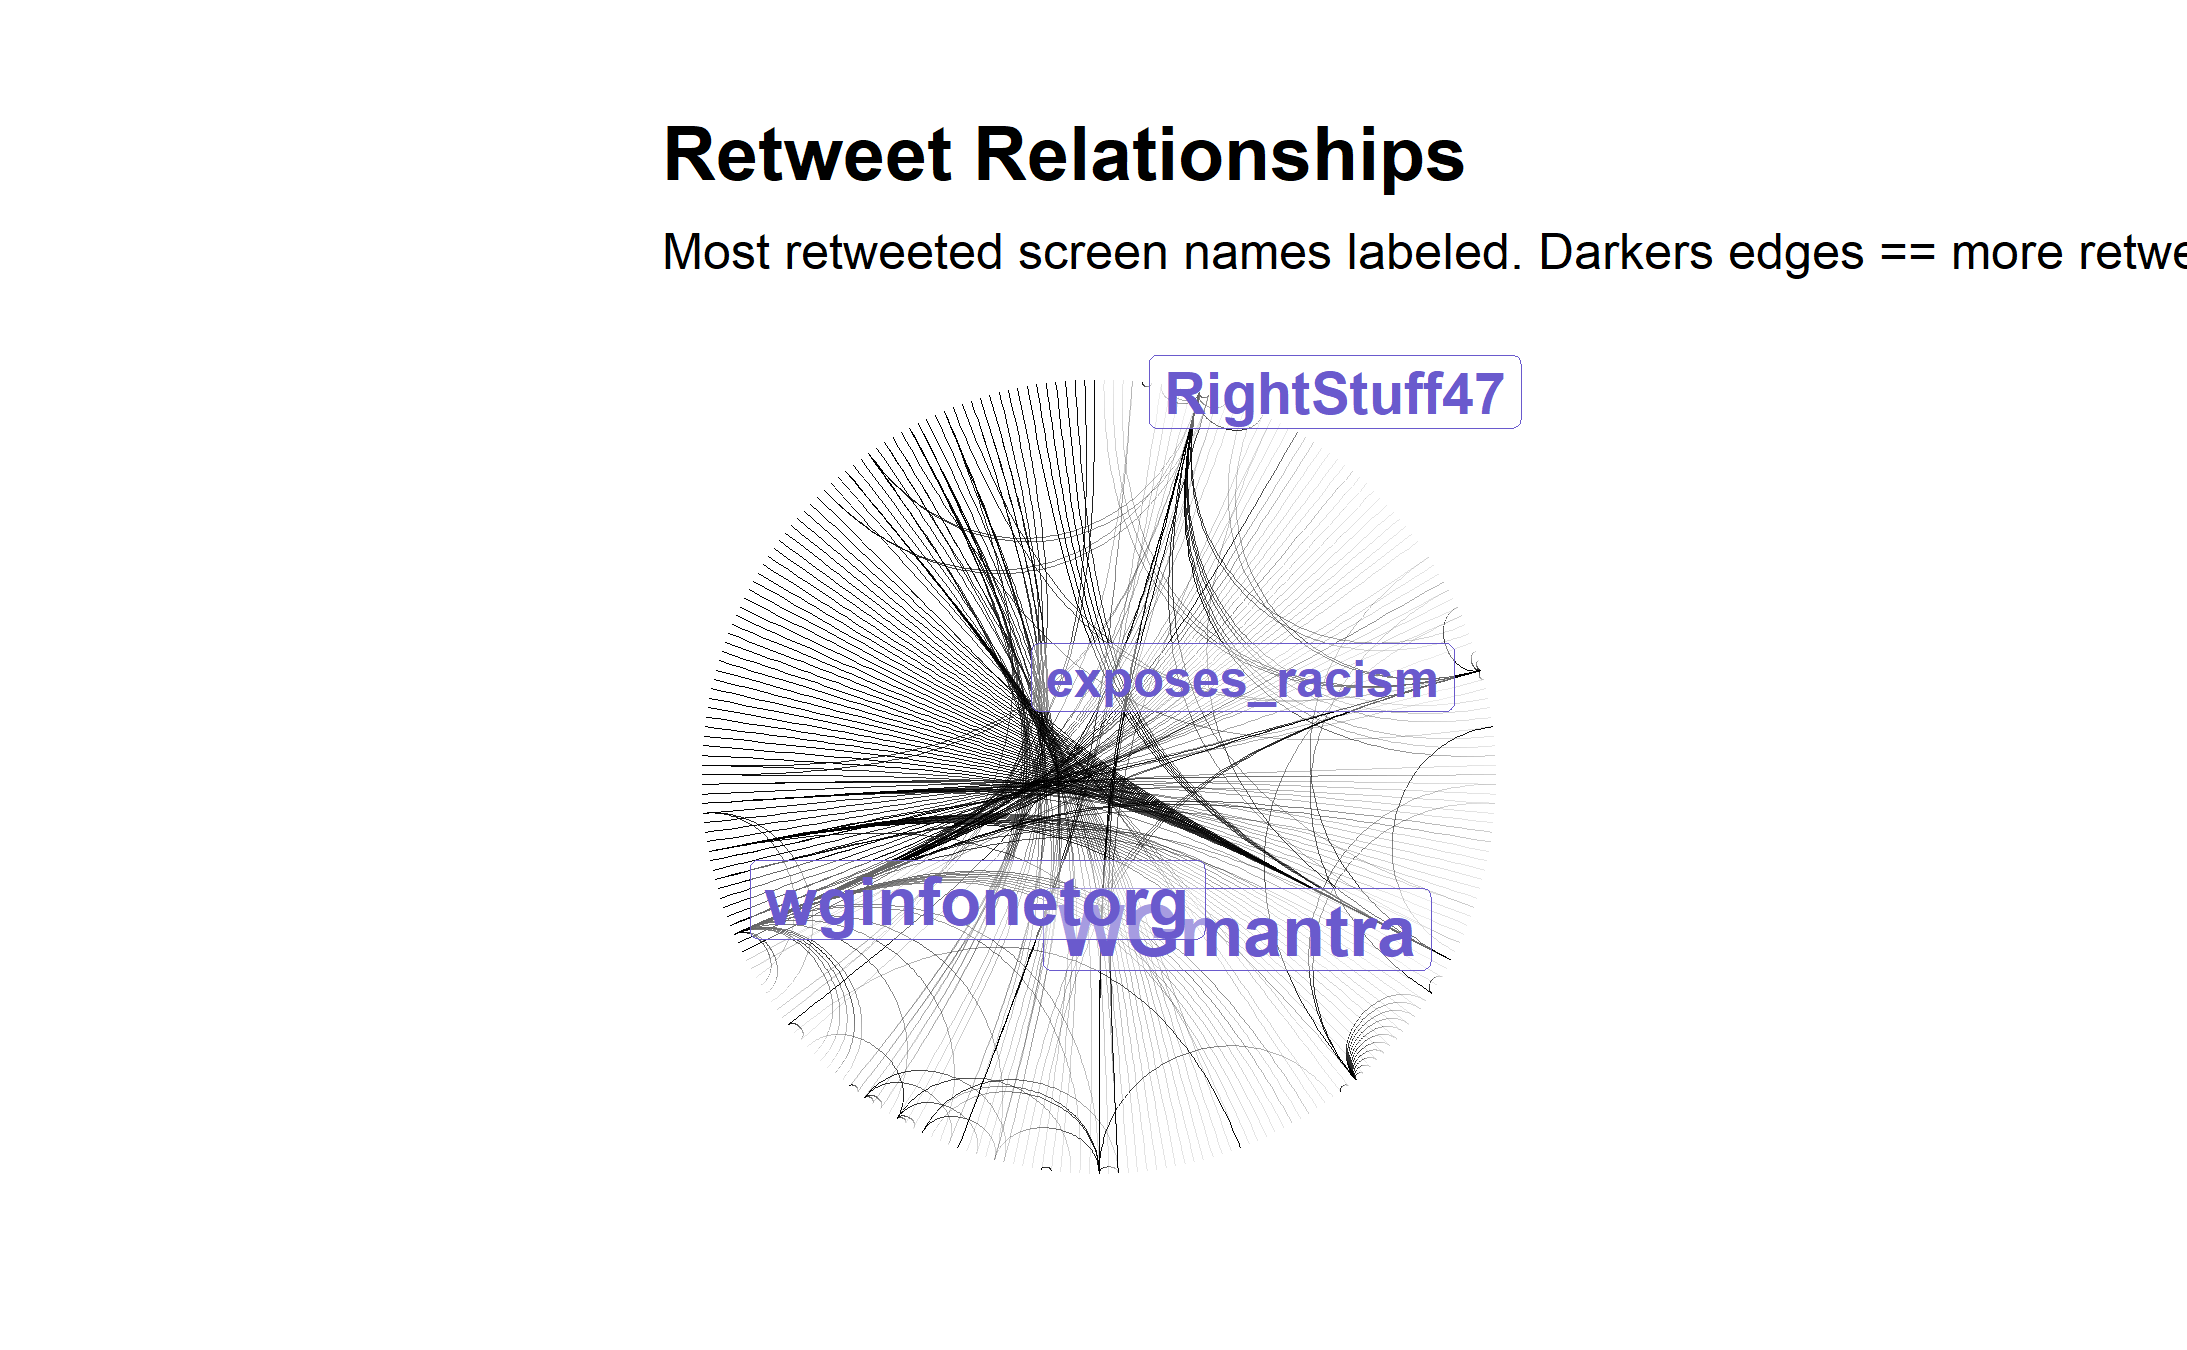 Retweet Relationships
Most retweeted screen names labeled. Darkers edges == more retwe
RightStuff47
exposes_racism
wginfonetorg
WGmantra